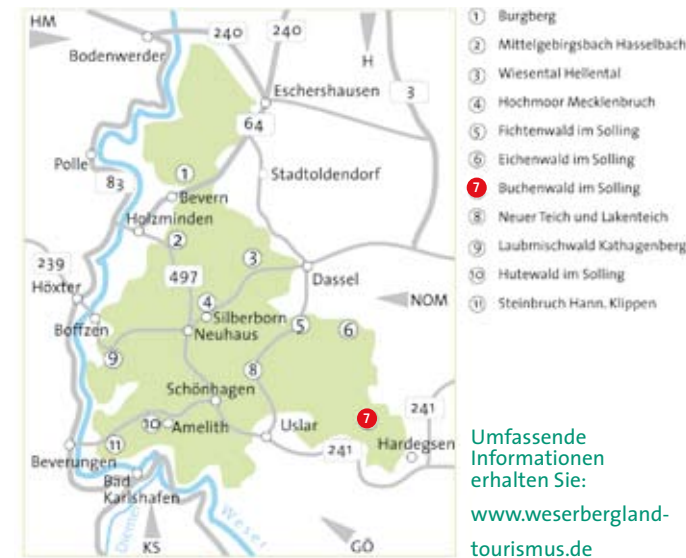 HM
240
240
Bodenwerder
H
Eschershausen
3
64
Polle
83
1
Stadtoldendorf
Bevern
Holzminden
2
3
239
497
Dassel
Höxter
4
NOM
Silberborn
Boffzen
5
6
Neuhaus
9
8
Schönhagen
7
241
10
Amelith
Uslar
11
241
Hardegsen
Beverungen
Bad
Karlshafen
Diemel
Weser
KS
GÖ
1 Burgberg
2 Mittelgebirgsbach Hasselbach
3 Wiesental Hellental
4 Hochmoor Mecklenbruch
5 Fichtenwald im Solling
6 Eichenwald im Solling
7 Buchenwald im Solling
8 Neuer Teich und Lakenteich
9 Laubmischwald Kathagenberg
10 Hutewald im Solling
11 Steinbruch Hann. Klippen
Umfassende
Informationen
erhalten Sie:
www.weserbergland-
tourismus.de